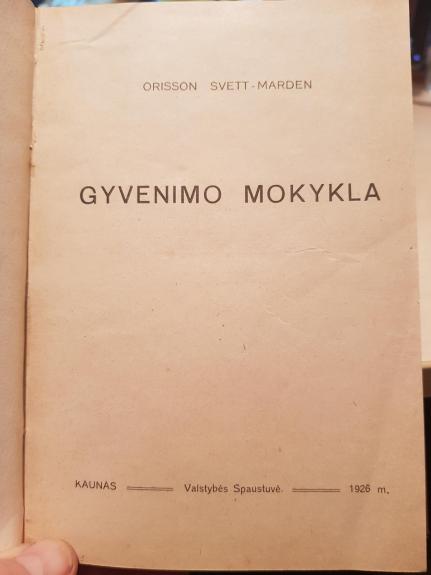 ORISSON SVETT-MARDEN
GYVENIMO MOKYKLA
KAUNAS Valstybės Spaustuvė. 1926 m.